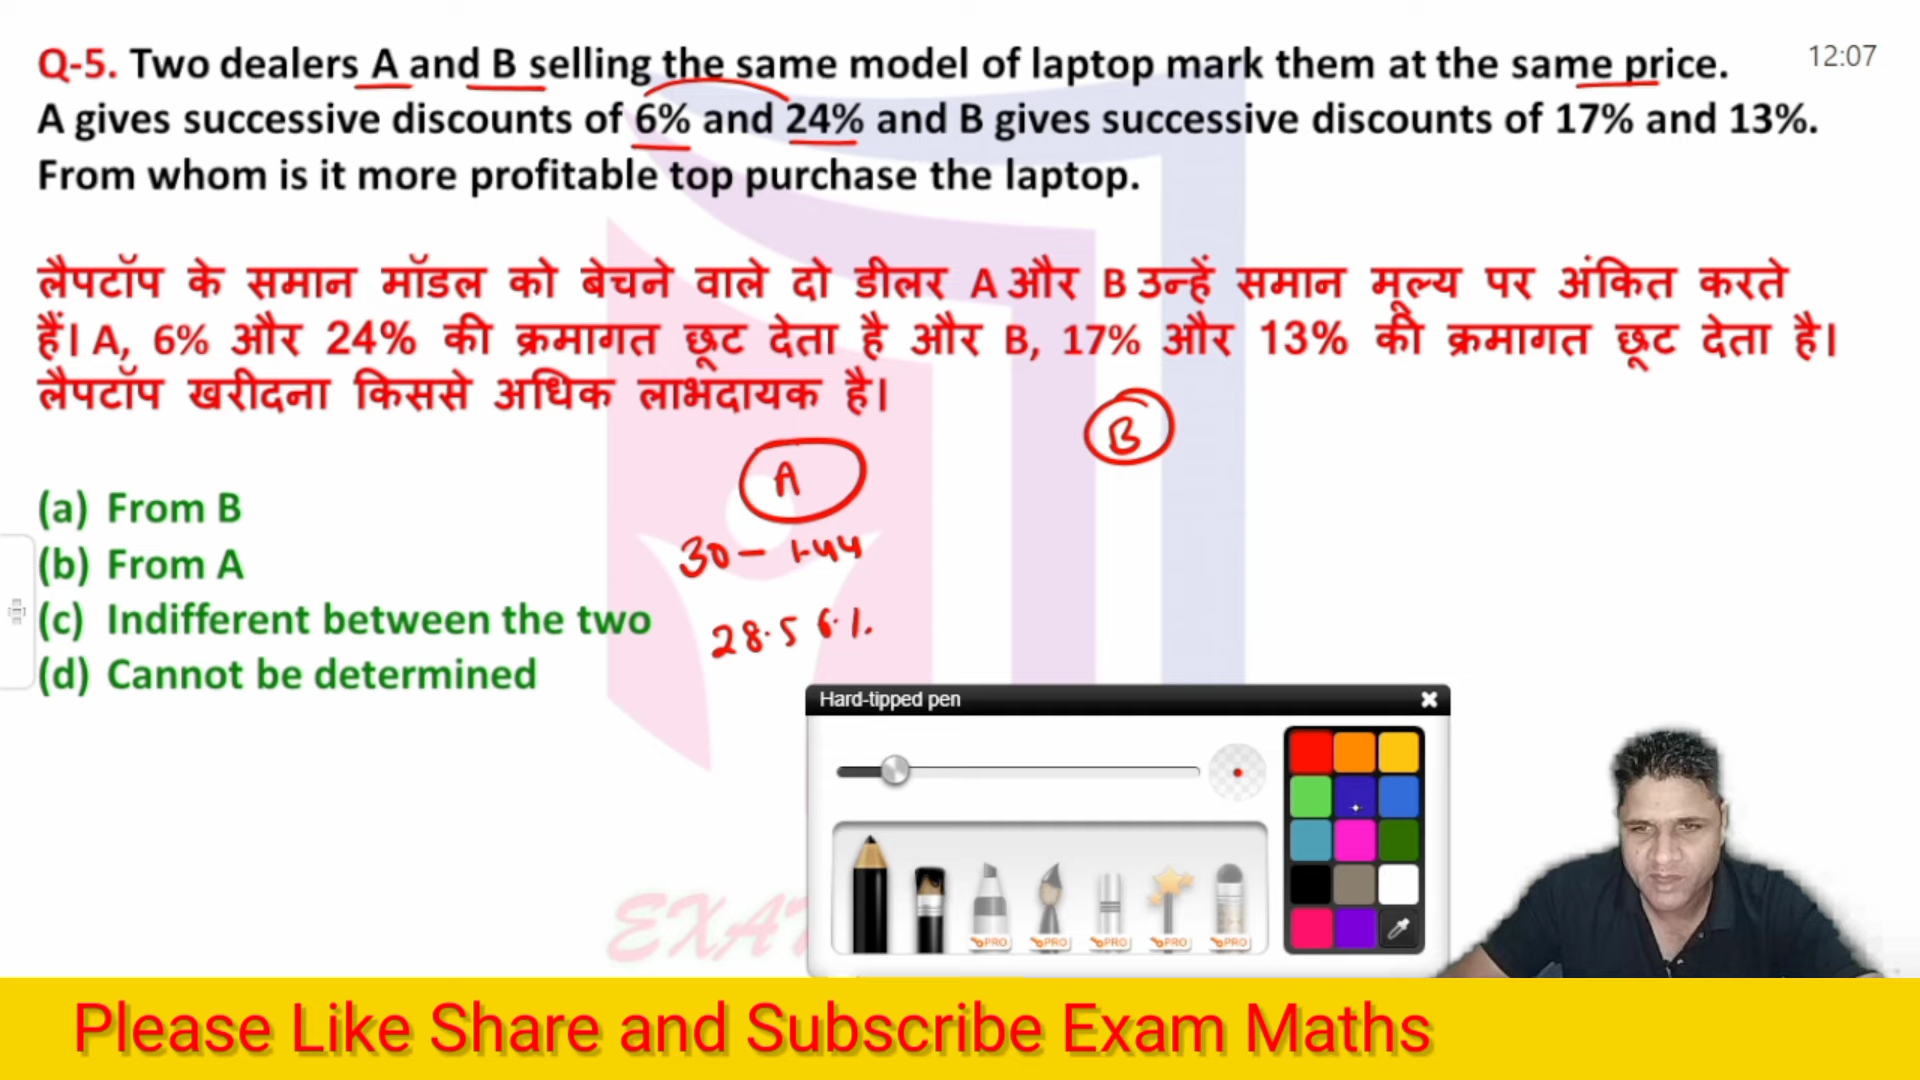 Q-5. Two dealers A and B selling the same model of laptop mark them at the same price.
12:07
A gives successive discounts of 6% and 24% and B gives successive discounts of 17% and 13%.
From whom is it more profitable top purchase the laptop.
लैपटॉप के समान मॉडल को बेचने वाले दो डीलर A और B उन्हें समान मूल्य पर अंकित करते
हैं। A, 6% और 24% की क्रमागत छूट देता है और B, 17% और 13% की क्रमागत छूट देता है।
लैपटॉप खरीदना किससे अधिक लाभदायक है।
B
A
(a) From B
30 - 1.44
(b) From A
(c) Indifferent between the two
28.56%
(d) Cannot be determined
Hard-tipped pen
PRO PRO PRO PRO PRO
Please Like Share and Subscribe Exam Maths